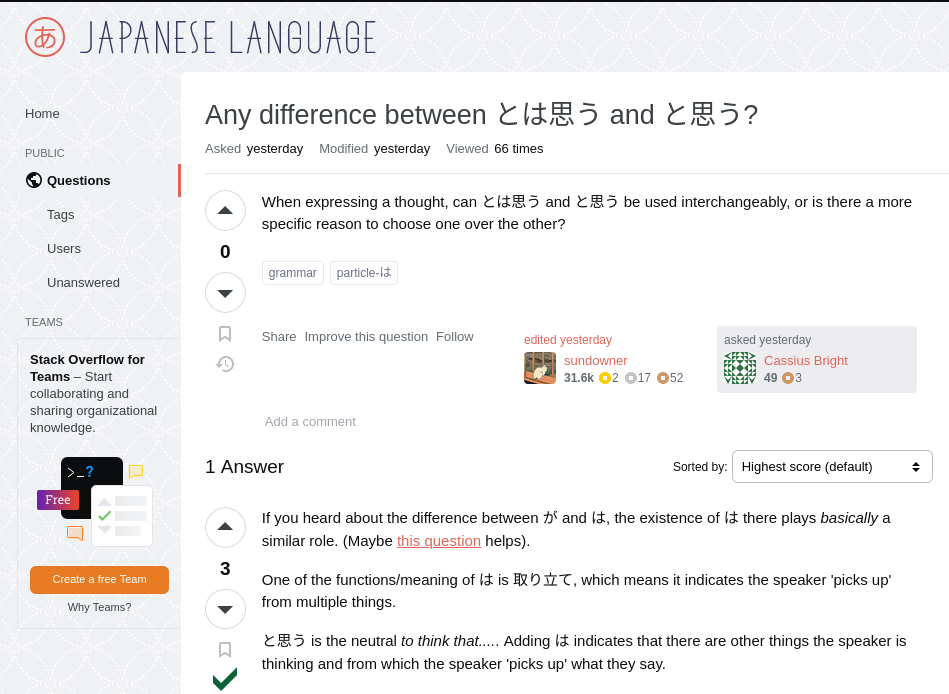 あ JAPANESE LANGUAGE
Home
PUBLIC
Questions
Tags
Users
Unanswered
TEAMS
Stack Overflow for
Teams – Start
collaborating and
sharing organizational
knowledge.
>_?
Free
Create a free Team
Why Teams?
Any difference between とは思う and と思う?
Asked yesterday Modified yesterday Viewed 66 times
When expressing a thought, can とは思う and と思う be used interchangeably, or is there a more
specific reason to choose one over the other?
0
grammar particle-は
Share Improve this question Follow
edited yesterday
sundowner
31.6k 2 17 52
asked yesterday
Cassius Bright
49 3
Add a comment
1 Answer
Sorted by: Highest score (default)
If you heard about the difference between が and は, the existence of は there plays basically a
similar role. (Maybe this question helps).
3
One of the functions/meaning of は is 取り立て, which means it indicates the speaker 'picks up'
from multiple things.
と思う is the neutral to think that..... Adding は indicates that there are other things the speaker is
thinking and from which the speaker 'picks up' what they say.